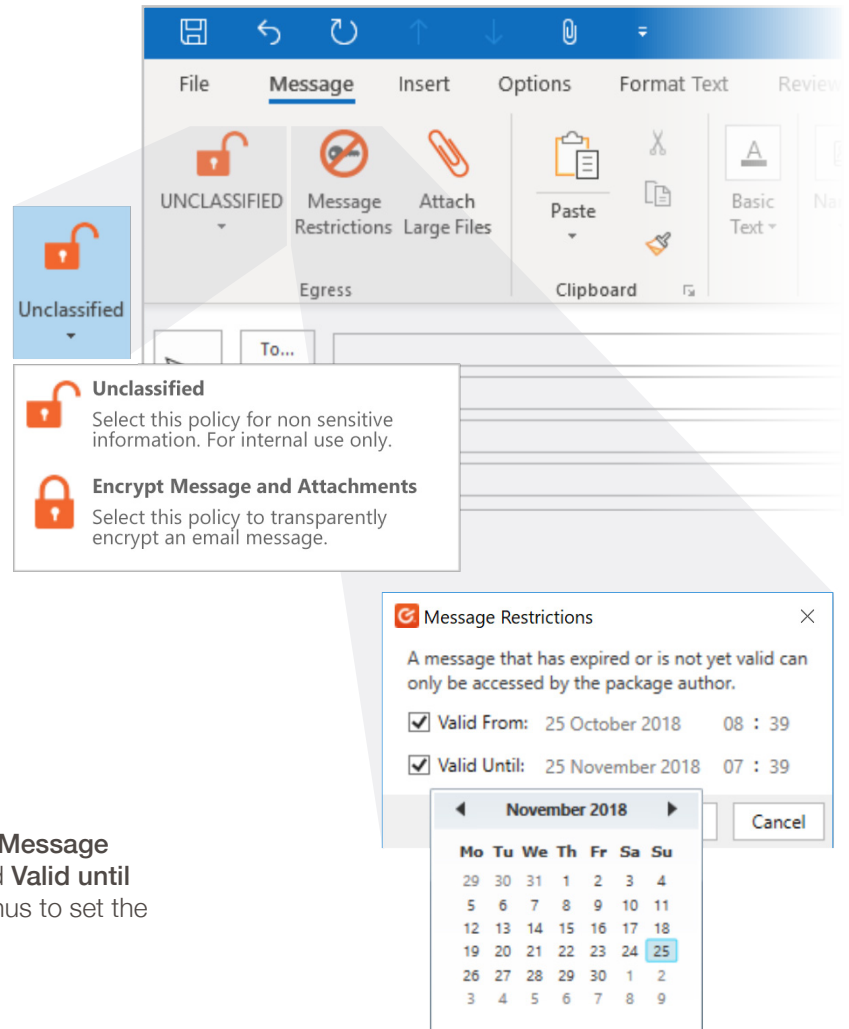 File Message Insert Options Format Text Review
UNCLASSIFIED
Message Restrictions
Attach Large Files
Egress
Paste
Clipboard
Basic Text
Unclassified
To...
Unclassified
Select this policy for non sensitive
information. For internal use only.
Encrypt Message and Attachments
Select this policy to transparently
encrypt an email message.
Message Restrictions
A message that has expired or is not yet valid can
only be accessed by the package author.
Valid From: 25 October 2018 08 : 39
Valid Until: 25 November 2018 07 : 39
Cancel
November 2018
Mo Tu We Th Fr Sa Su
29 30 31 1 2 3 4
5 6 7 8 9 10 11
12 13 14 15 16 17 18
19 20 21 22 23 24 25
26 27 28 29 30 1 2
3 4 5 6 7 8 9
Message
Valid until
to set the